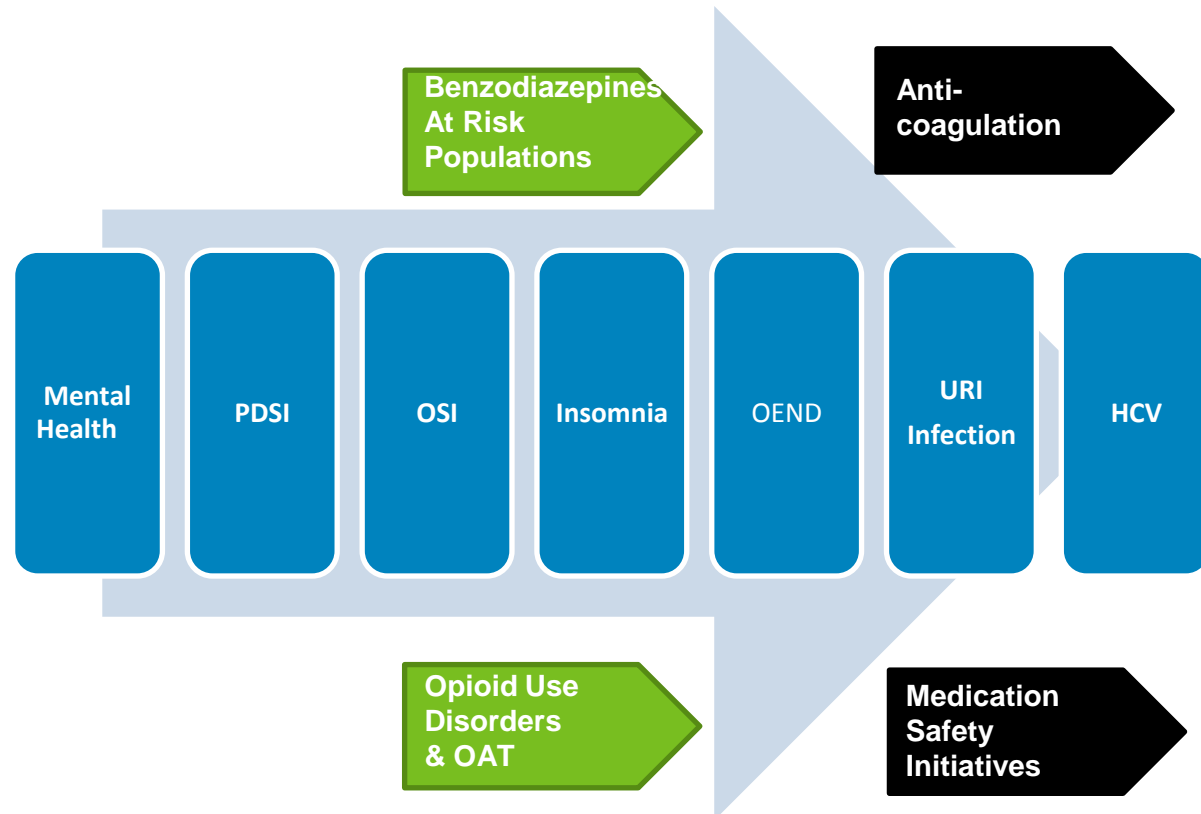 Benzodiazepines
At Risk
Populations
Anti-
coagulation
Mental
Health
PDSI
OSI
Insomnia
OEND
URI
Infection
HCV
Opioid Use
Disorders
& OAT
Medication
Safety
Initiatives